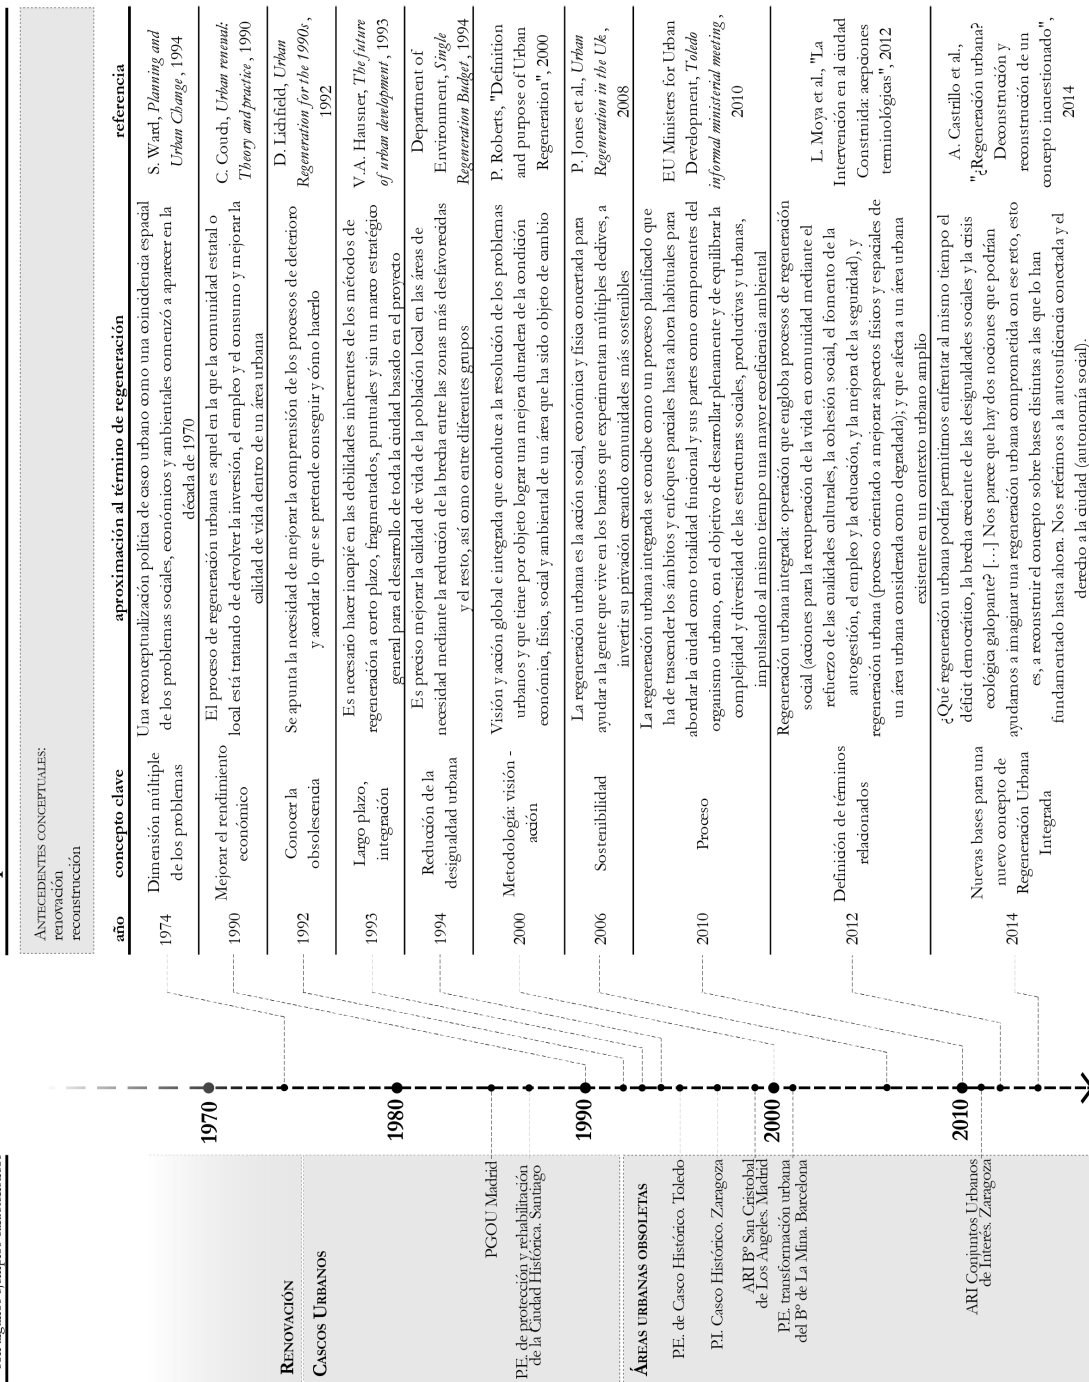 ANTECEDENTES CONCEPTUALES:
renovación
reconstrucción
año concepto clave aproximación al término de regeneración referencia
1974
Dimensión múltiple
de los problemas
Una reconceptualización política de casco urbano como una coincidencia espacial
de los problemas sociales, económicos y ambientales comenzó a aparecer en la
década de 1970
S. Ward, Planning and
Urban Change, 1994
1990
Mejorar el rendimiento
económico
El proceso de regeneración urbana es aquel en la que la comunidad estatal o
local está tratando de devolver la inversión, el empleo y el consumo y mejorar la
calidad de vida dentro de un área urbana
C. Couch, Urban renewal:
Theory and practice, 1990
1992
Conocer la
obsolescencia
Se apunta la necesidad de mejorar la comprensión de los procesos de deterioro
y acordar lo que se pretende conseguir y cómo hacerlo
D. Lichfield, Urban
Regeneration for the 1990s,
1992
1993
Largo plazo,
integración
Es necesario hacer incapié en las debilidades inherentes de los métodos de
regeneración a corto plazo, fragmentados, puntuales y sin un marco estratégico
general para el desarrollo de toda la ciudad basado en el proyecto
V.A. Hausner, The future
of urban development, 1993
1994
Reducción de la
desigualdad urbana
Es preciso mejorar la calidad de vida de la población local en las áreas de
necesidad mediante la redución de la brecha entre las zonas más desfavorecidas
y el resto, así como entre diferentes grupos
Department of
Environment, Single
Regeneration Budget, 1994
2000
Metodología: visión -
acción
Visión y acción global e integrada que conduce a la resolución de los problemas
urbanos y que tiene por objeto lograr una mejora duradera de la condición
económica, física, social y ambiental de un área que ha sido objeto de cambio
P. Roberts, "Definition
and purpose of Urban
Regeneration", 2000
2006
Sostenibilidad
La regeneración urbana es la acción social, económica y física concertada para
ayudar a la gente que vive en los barrios que experimentan múltiples declives, a
invertir su privación creando comunidades más sostenibles
P. Jones et al., Urban
Regeneration in the Uk,
2008
2010
Proceso
La regeneración urbana integrada se concibe como un proceso planificado que
ha de trascender los ámbitos y enfoques parciales hasta ahora habituales para
abordar la ciudad como totalidad funcional y sus partes como componentes del
organismo urbano, con el objetivo de desarrollar plenamente y de equilibrar la
complejidad y diversidad de las estructuras sociales, productivas y urbanas,
impulsando al mismo tiempo una mayor ecoeficiencia ambiental
EU Ministers for Urban
Development, Toledo
informal ministerial meeting,
2010
2012
Definición de términos
relacionados
Regeneración urbana integrada: operación que engloba procesos de regeneración
social (acciones para la recuperación de la vida en comunidad mediante el
refuerzo de las cualidades culturales, la cohesión social, el fomento de la
autogestión, el empleo y la educación, y la mejora de la seguridad), y
regeneración urbana (proceso orientado a mejorar aspectos físicos y espaciales de
un área urbana considerada como degradada); y que afecta a un área urbana
existente en un contexto urbano amplio
L. Moya et al., "La
Intervención en al ciudad
Construida: acepciones
terminológicas", 2012
2014
Nuevas bases para una
nuevo concepto de
Regeneración Urbana
Integrada
¿Qué regeneración urbana podría permitirnos enfrentar al mismo tiempo el
déficit democrático, la brecha creciente de las desigualdades sociales y la crisis
ecológica galopante? [...] Nos parece que hay dos nociones que podrían
ayudarnos a imaginar una regeneración urbana comprometida con ese reto, esto
es, a reconstruir el concepto sobre bases distintas a las que lo han
fundamentado hasta ahora. Nos referimos a la autosuficiencia conectada y el
derecho a la ciudad (autonomía social).
A. Castrillo et al.,
"¿Regeneración urbana?
Deconstrucción y
reconstrucción de un
concepto incuestionado",
2014
1970
1980
1990
2000
2010
RENOVACIÓN
CASCOS URBANOS
PGOU Madrid
P.E. de protección y rehabilitación
de la Ciudad Histórica. Santiago
ÁREAS URBANAS OBSOLETAS
P.E. de Casco Histórico. Toledo
P.I. Casco Histórico. Zaragoza
ARI Bº San Cristobal
de Los Angeles. Madrid
P.E. transformación urbana
del Bº de La Mina. Barcelona
ARI Conjuntos Urbanos
de Interés. Zaragoza